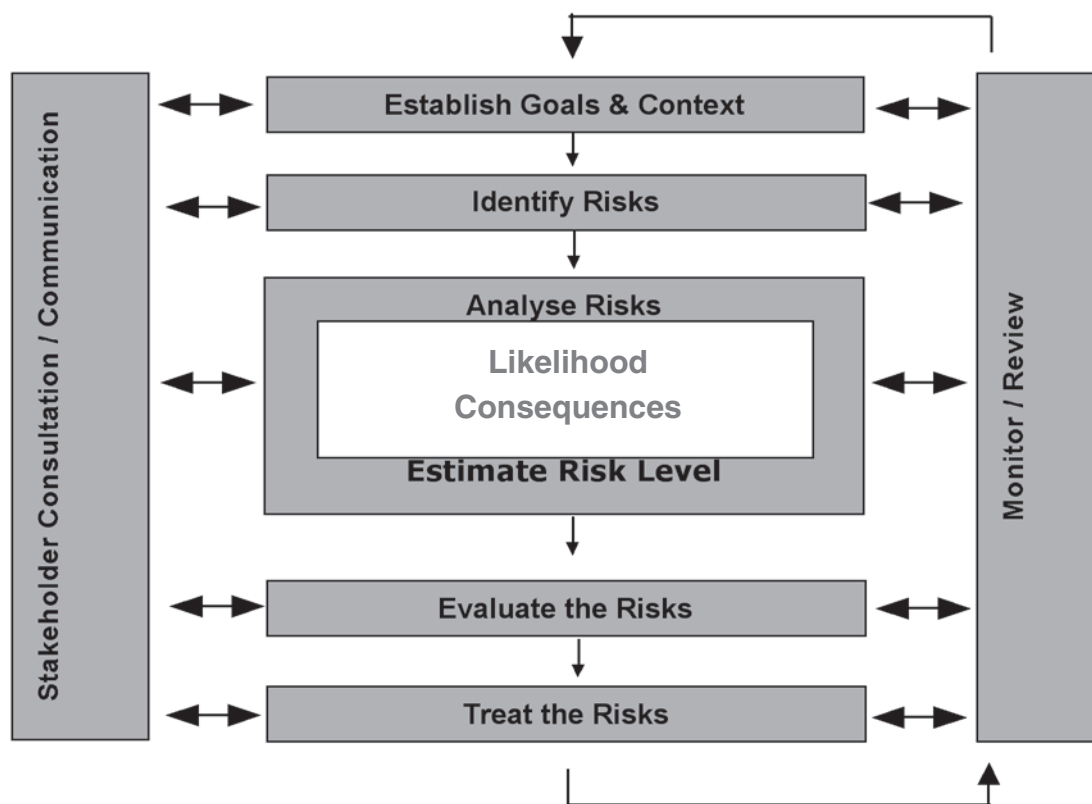 Stakeholder Consultation / Communication
Establish Goals & Context
Identify Risks
Analyse Risks
Likelihood
Consequences
Estimate Risk Level
Evaluate the Risks
Treat the Risks
Monitor / Review